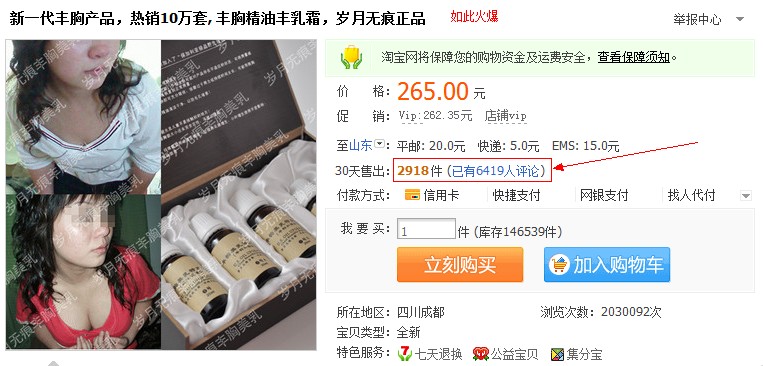 新一代丰胸产品，热销10万套, 丰胸精油丰乳霜，岁月无痕正品 如此火爆 举报中心
淘宝网将保障您的购物资金及运费安全，查看保障须知。
价 格: 265.00 元
促 销: Vip:262.35元 店铺vip
至山东 平邮: 20.0元 快递: 5.0元 EMS: 15.0元
30天售出: 2918件 (已有6419人评论)
付款方式: 信用卡 快捷支付 网银支付 找人代付
我 要 买: 1 件 (库存146539件)
立刻购买 加入购物车
所在地区: 四川成都 浏览次数: 2030092次
宝贝类型: 全新
特色服务: 七天退换 公益宝贝 集分宝
岁月无痕丰胸美乳
岁月无痕丰胸美乳
岁月无痕丰胸美乳
岁月无痕丰胸美乳